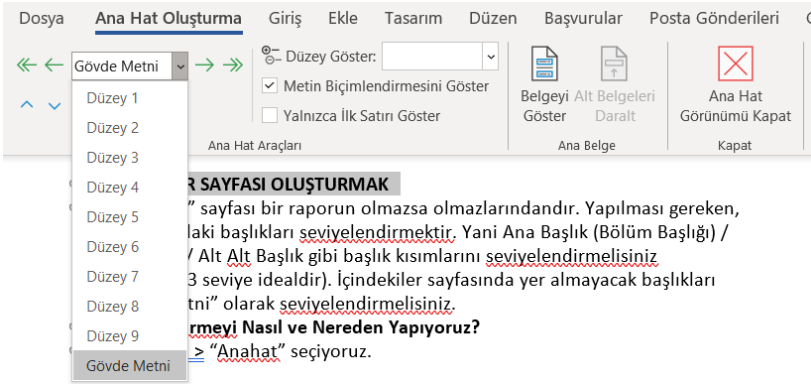 Dosya Ana Hat Oluşturma Giriş Ekle Tasarım Düzen Başvurular Posta Gönderileri
Gövde Metni
Düzey Göster:
Metin Biçimlendirmesini Göster
Yalnızca İlk Satırı Göster
Ana Hat Araçları
Belgeyi Göster
Alt Belgeleri Daralt
Ana Belge
Ana Hat Görünümü Kapat
Kapat
Düzey 1
Düzey 2
Düzey 3
Düzey 4
Düzey 5
Düzey 6
Düzey 7
Düzey 8
Düzey 9
Gövde Metni
R SAYFASI OLUŞTURMAK
” sayfası bir raporun olmazsa olmazlarındandır. Yapılması gereken,
laki başlıkları seviyelendirmektir. Yani Ana Başlık (Bölüm Başlığı) /
/ Alt Alt Başlık gibi başlık kısımlarını seviyelendirmelisiniz
3 seviye idealdir). İçindekiler sayfasında yer almayacak başlıkları
tni” olarak seviyelendirmelisiniz.
rmeyi Nasıl ve Nereden Yapıyoruz?
> “Anahat” seçiyoruz.